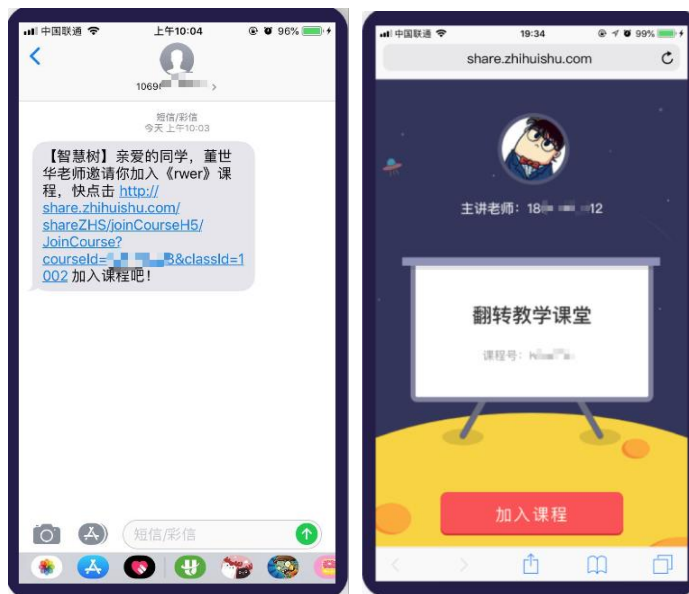 中国联通
上午10:04
96%
1069
短信/彩信
今天 上午10:03
【智慧树】亲爱的同学，董世
华老师邀请你加入《rwer》课
程，快点击 http://
share.zhihuishu.com/
shareZHS/joinCourseH5/
JoinCourse?
courseId= 3&classId=1
002 加入课程吧！
短信/彩信
中国联通
19:34
99%
share.zhihuishu.com
主讲老师：18 12
翻转教学课堂
课程号：
加入课程